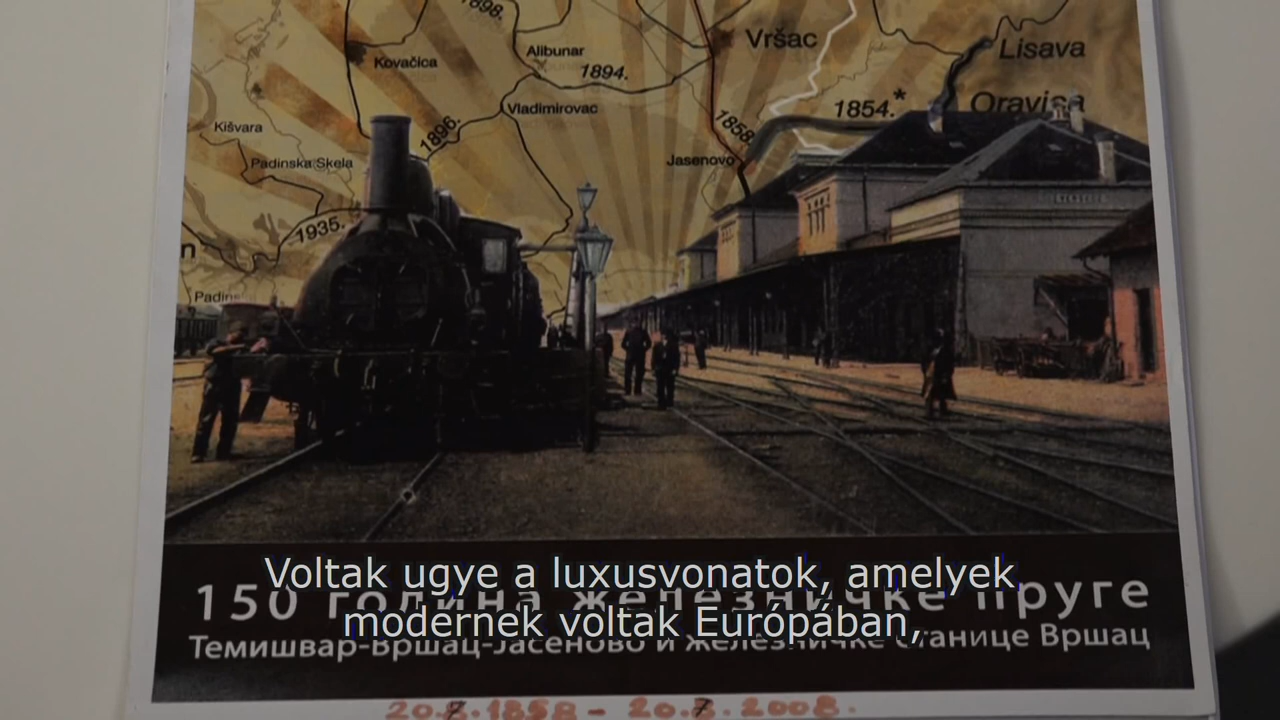 1898.
Vršac
Lisava
Alibunar
Kovačica
1894.
1854.*
Oravisa
Vladimirovac
Kišvara
1896.
1858.
Padinska Skela
Jasenovo
1935.
n
Padins
Voltak ugye a luxusvonatok, amelyek
modernek voltak Európában,
150 година железничке пруге
Темишвар-Вршац-Јасеново и железничке станице Вршац
20.7.1858 - 20.7.2008.